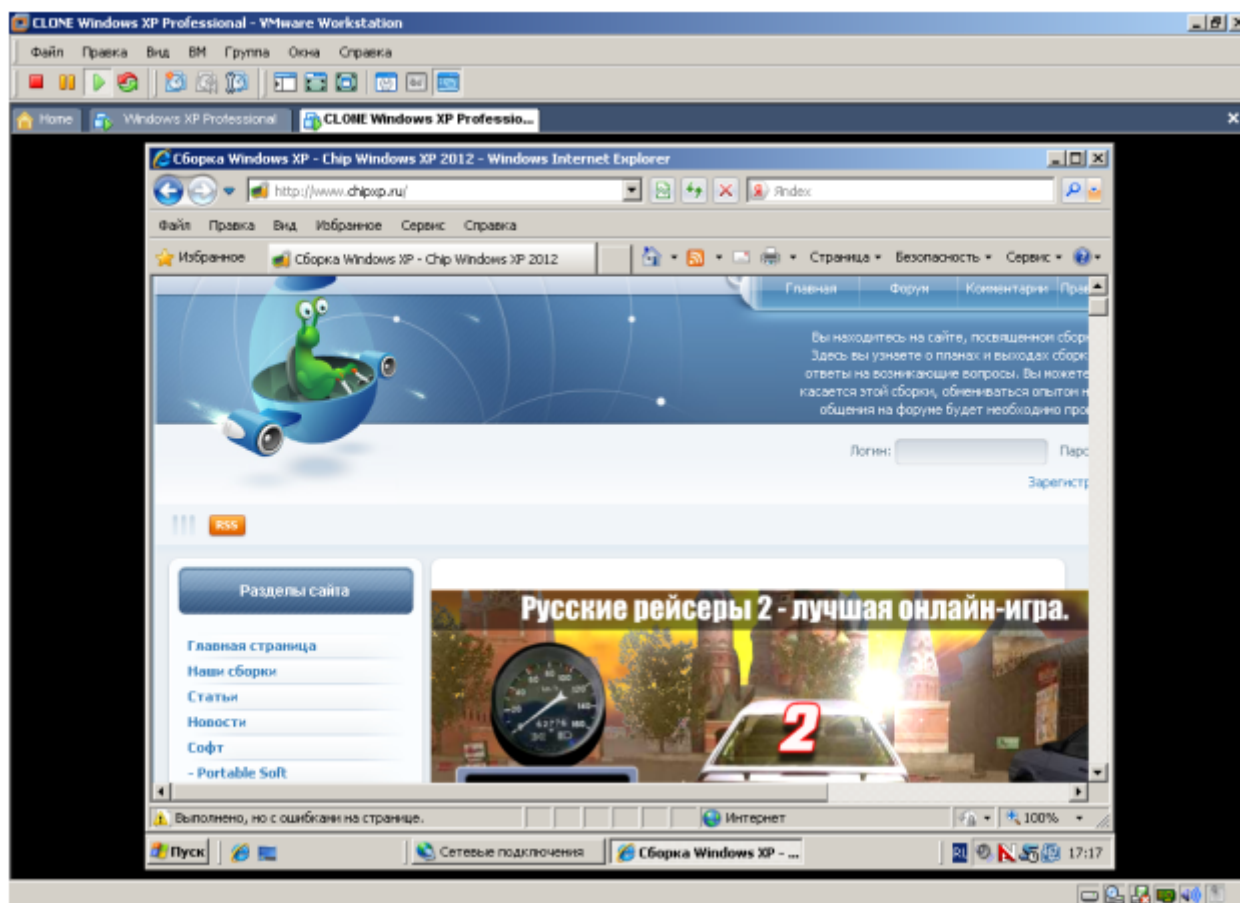 CLONE Windows XP Professional - VMware Workstation
Файл Правка Вид ВМ Группа Окна Справка
Home Windows XP Professional CLONE Windows XP Professio...
Сборка Windows XP - Chip Windows XP 2012 - Windows Internet Explorer
http://www.chipxp.ru/ Яndex
Файл Правка Вид Избранное Сервис Справка
Избранное Сборка Windows XP - Chip Windows XP 2012 Страница Безопасность Сервис
Главная Форум Комментарии Прав
Вы находитесь на сайте, посвященном сбор
Здесь вы узнаете о планах и выходах сборк
ответы на возникающие вопросы. Вы можете
касается этой сборки, обмениваться опытом н
общения на форуме будет необходимо про
Логин: Паро
Зарегистр
RSS
Разделы сайта
Русские рейсеры 2 - лучшая онлайн-игра.
Главная страница
Наши сборки
Статьи
Новости
Софт
- Portable Soft
2
Выполнено, но с ошибками на странице. Интернет 100%
Пуск Сетевые подключения Сборка Windows XP - ... RU 17:17